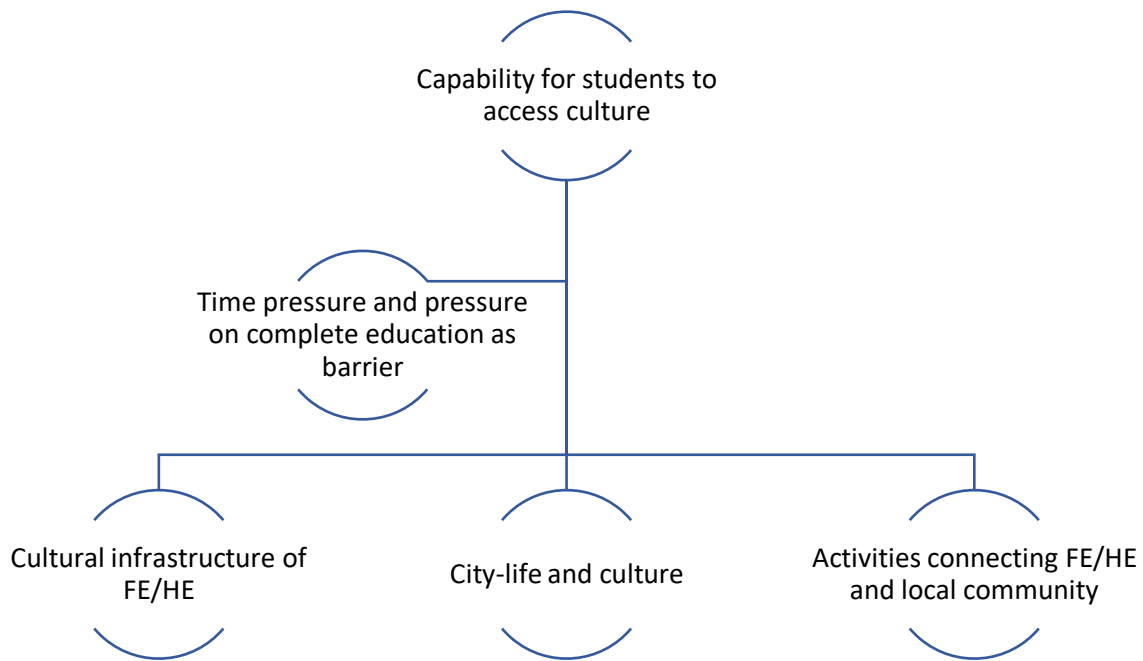 Capability for students to
access culture
Time pressure and pressure
on complete education as
barrier
Cultural infrastructure of
FE/HE
City-life and culture
Activities connecting FE/HE
and local community